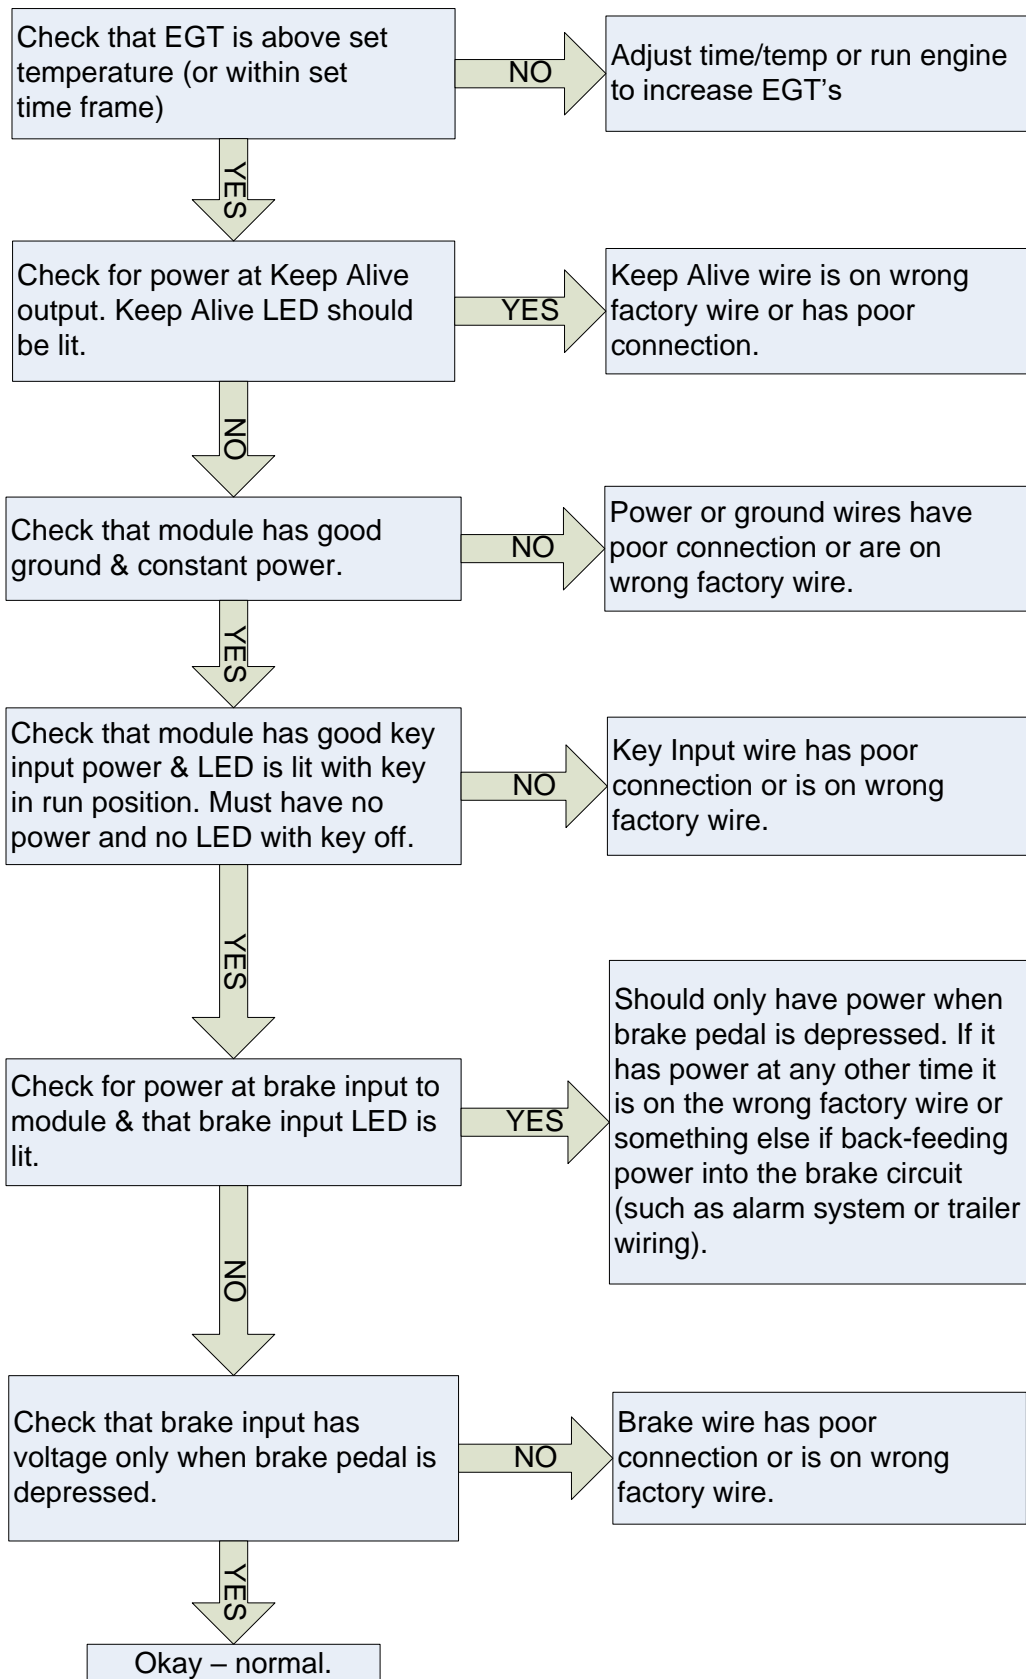 Check that EGT is above set
temperature (or within set
time frame)
NO
Adjust time/temp or run engine
to increase EGT's
YES
Check for power at Keep Alive
output. Keep Alive LED should
be lit.
YES
Keep Alive wire is on wrong
factory wire or has poor
connection.
NO
Check that module has good
ground & constant power.
NO
Power or ground wires have
poor connection or are on
wrong factory wire.
YES
Check that module has good key
input power & LED is lit with key
in run position. Must have no
power and no LED with key off.
NO
Key Input wire has poor
connection or is on wrong
factory wire.
YES
Check for power at brake input to
module & that brake input LED is
lit.
YES
Should only have power when
brake pedal is depressed. If it
has power at any other time it
is on the wrong factory wire or
something else if back-feeding
power into the brake circuit
(such as alarm system or trailer
wiring).
NO
Check that brake input has
voltage only when brake pedal is
depressed.
NO
Brake wire has poor
connection or is on wrong
factory wire.
YES
Okay – normal.